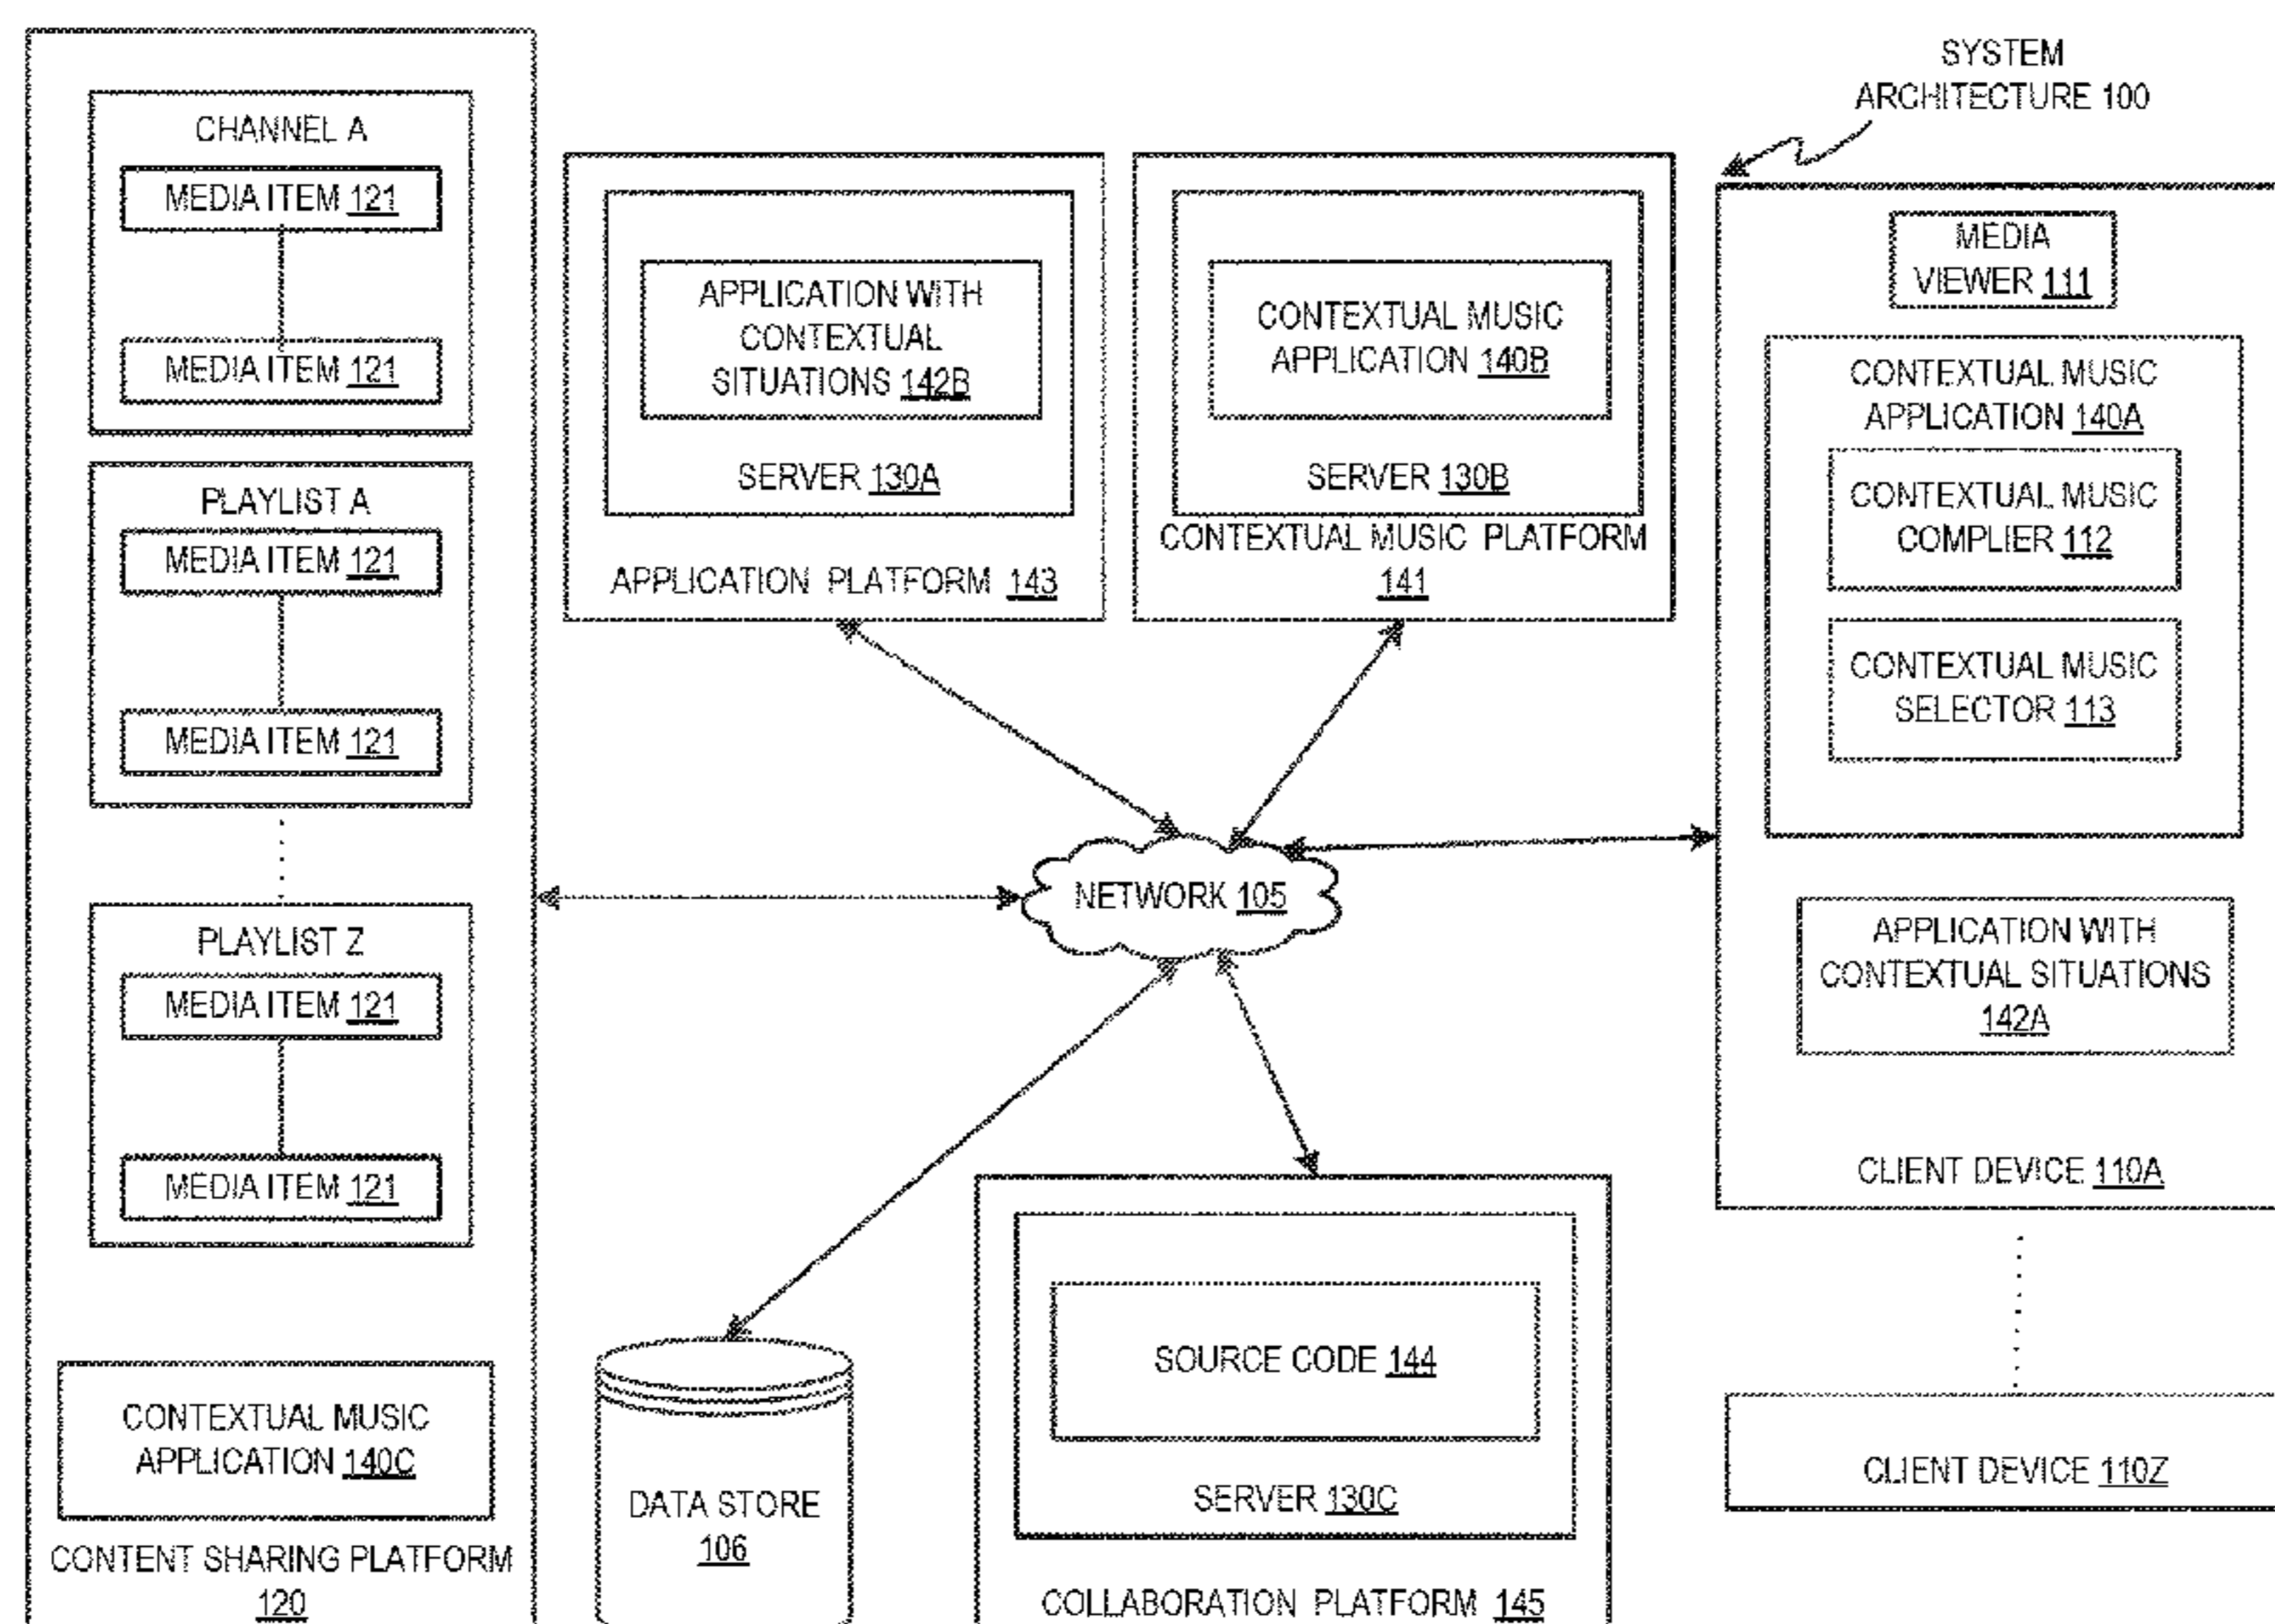 SYSTEM
ARCHITECTURE 100
CHANNEL A
MEDIA ITEM 121
MEDIA ITEM 121
PLAYLIST A
MEDIA ITEM 121
MEDIA ITEM 121
PLAYLIST Z
MEDIA ITEM 121
MEDIA ITEM 121
CONTEXTUAL MUSIC
APPLICATION 140C
CONTENT SHARING PLATFORM
120
APPLICATION WITH
CONTEXTUAL
SITUATIONS 142B
SERVER 130A
APPLICATION PLATFORM 143
CONTEXTUAL MUSIC
APPLICATION 140B
SERVER 130B
CONTEXTUAL MUSIC PLATFORM
141
NETWORK 105
DATA STORE
106
SOURCE CODE 144
SERVER 130C
COLLABORATION PLATFORM 145
MEDIA
VIEWER 111
CONTEXTUAL MUSIC
APPLICATION 140A
CONTEXTUAL MUSIC
COMPLIER 112
CONTEXTUAL MUSIC
SELECTOR 113
APPLICATION WITH
CONTEXTUAL SITUATIONS
142A
CLIENT DEVICE 110A
CLIENT DEVICE 110Z